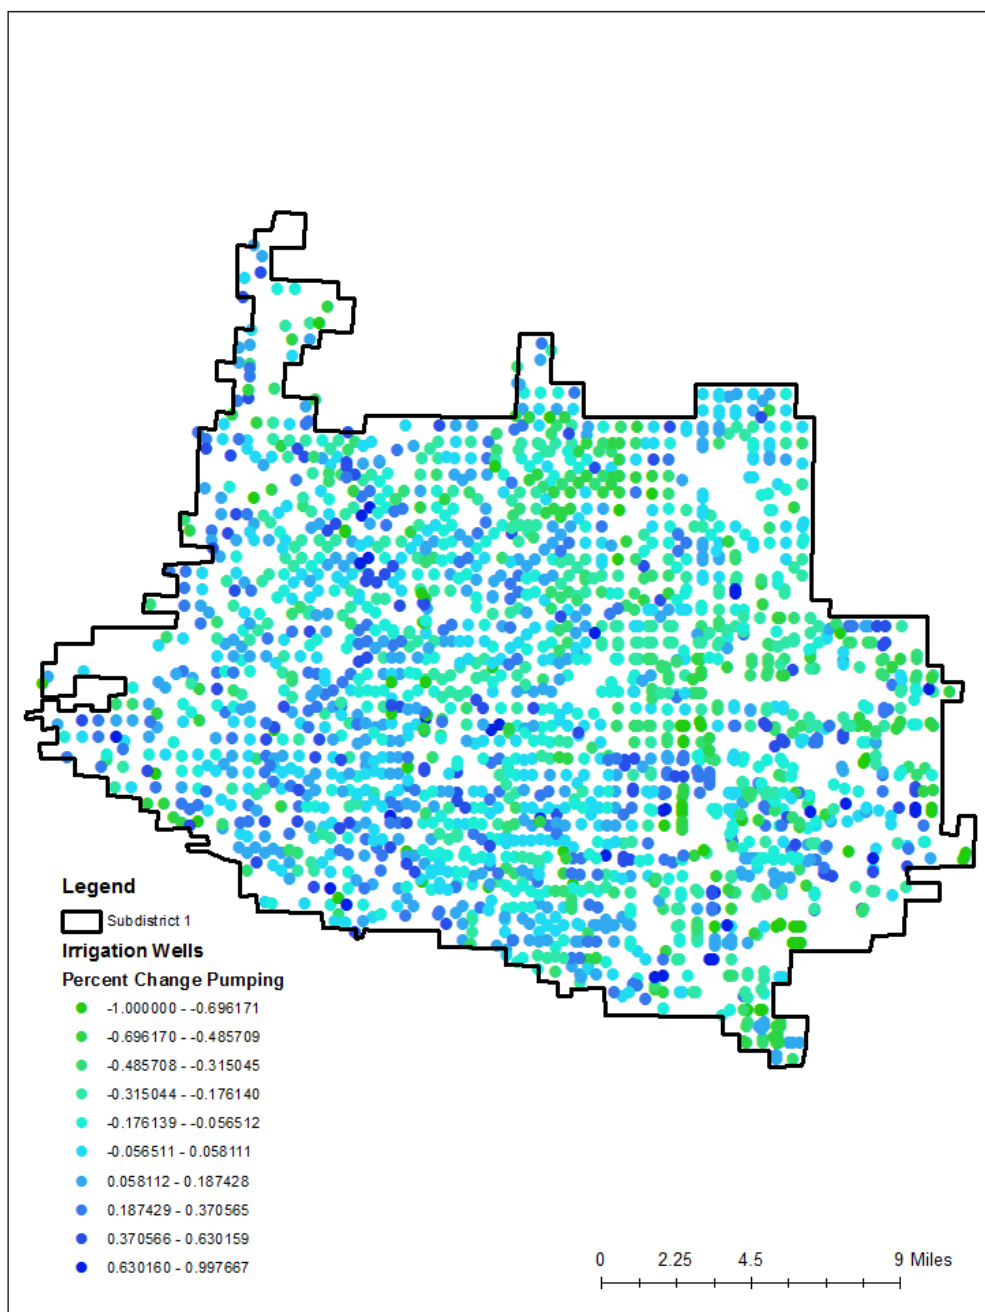 Legend
Subdistrict 1
Irrigation Wells
Percent Change Pumping
-1.000000 - -0.696171
-0.696170 - -0.485709
-0.485708 - -0.315045
-0.315044 - -0.176140
-0.176139 - -0.056512
-0.056511 - 0.058111
0.058112 - 0.187428
0.187429 - 0.370565
0.370566 - 0.630159
0.630160 - 0.997667
0 2.25 4.5 9 Miles